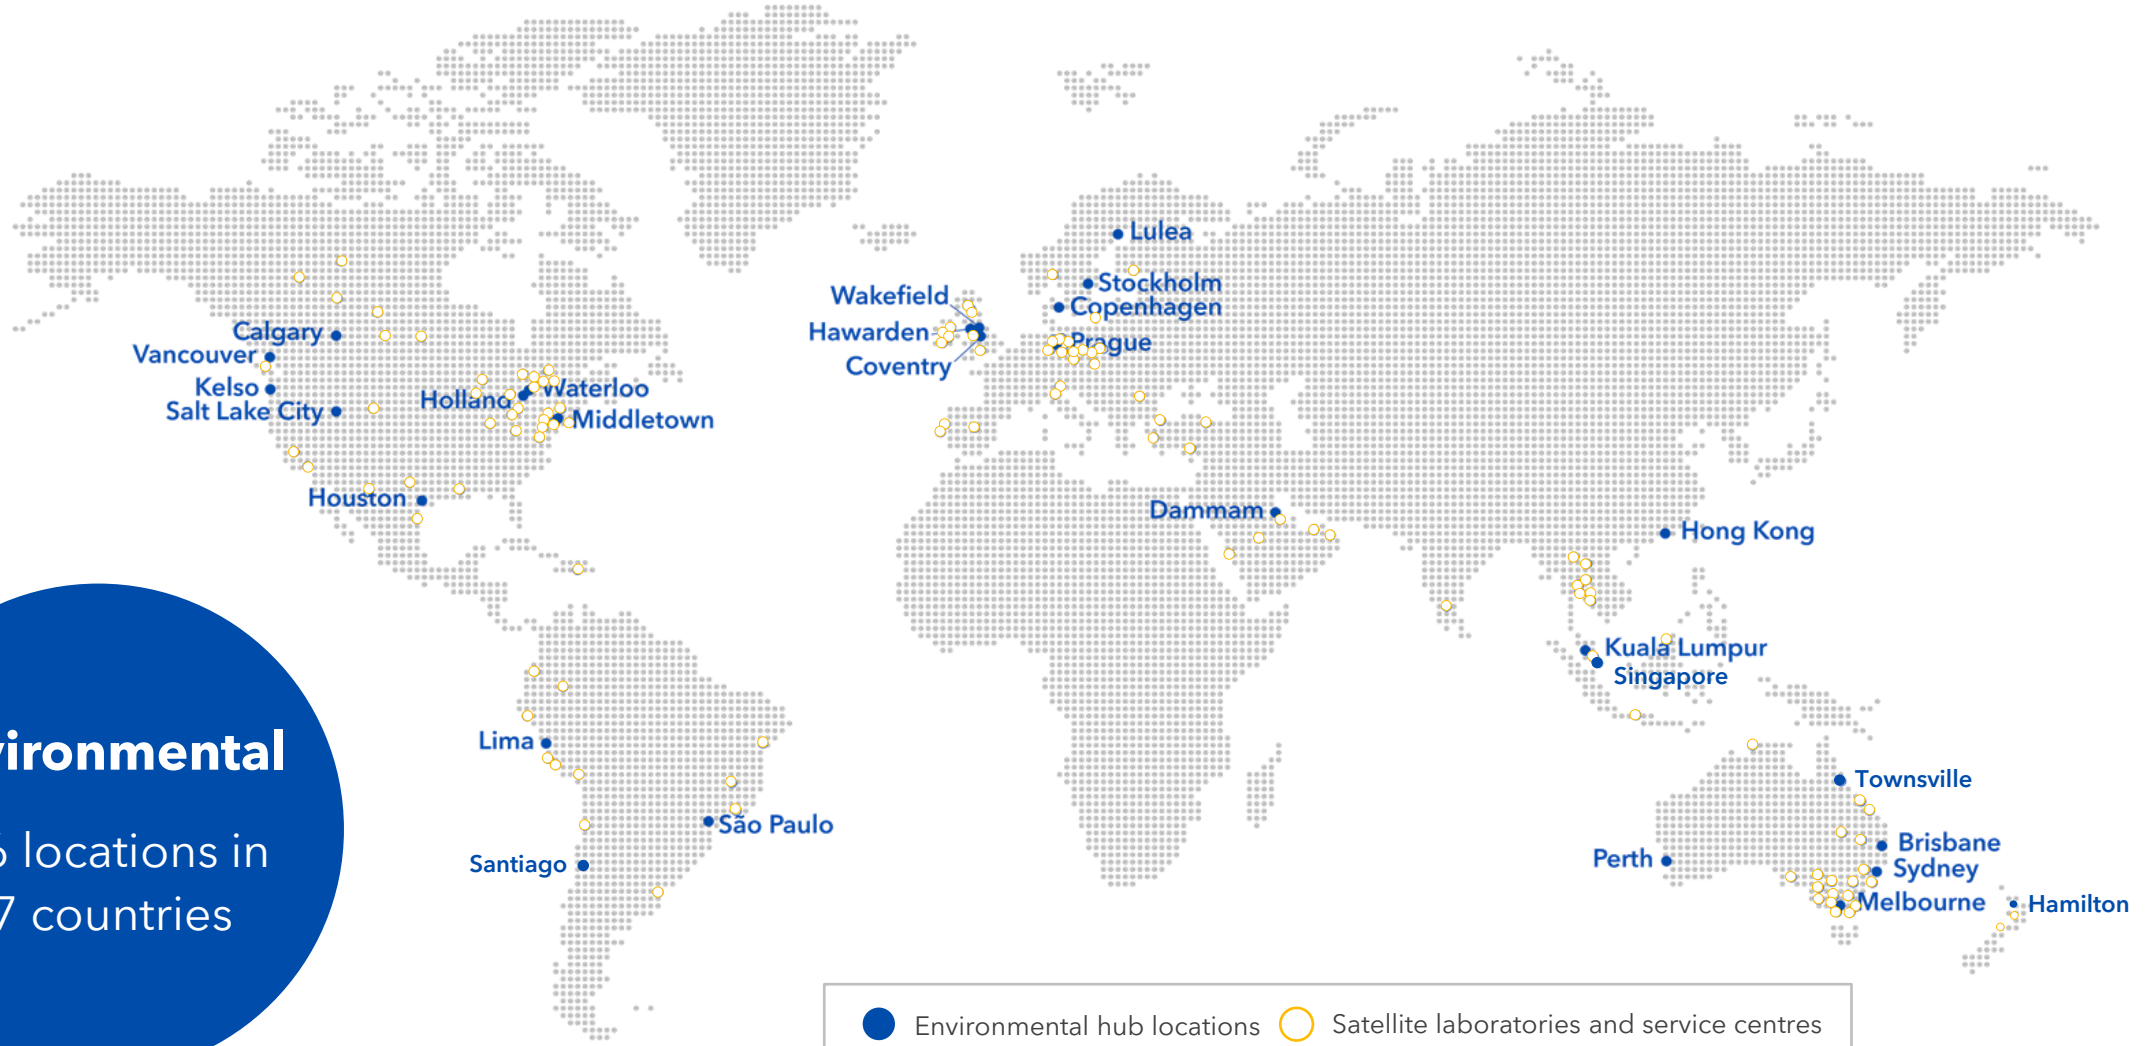 Lulea
Stockholm
Wakefield
Copenhagen
Hawarden
Calgary
Prague
Vancouver
Coventry
Kelso
Waterloo
Holland
Salt Lake City
Middletown
Houston
Dammam
Hong Kong
Kuala Lumpur
Singapore
Lima
Townsville
São Paulo
Brisbane
Perth
Santiago
Sydney
Melbourne
Hamilton
locations in
countries
Environmental hub locations
Satellite laboratories and service centres